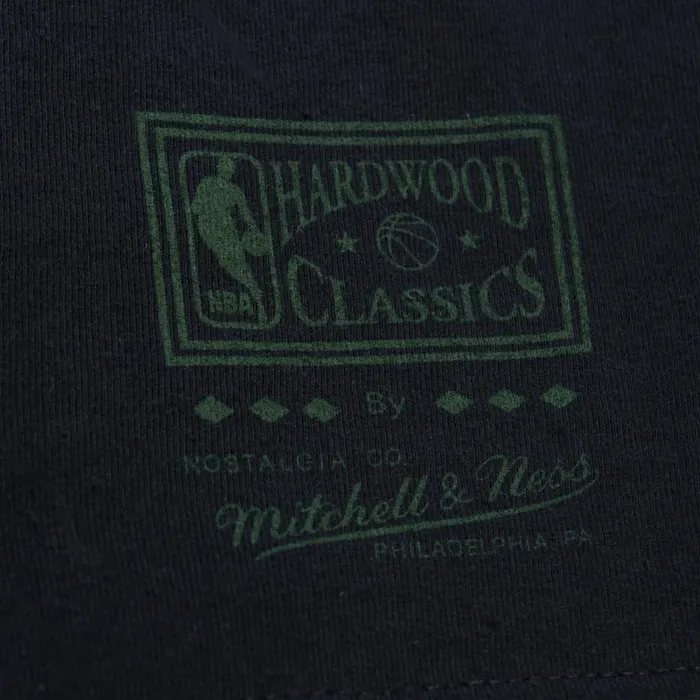 HARDWOOD
NBA
CLASSICS
By
NOSTALGIA CO.
Mitchell & Ness
PHILADELPHIA PA